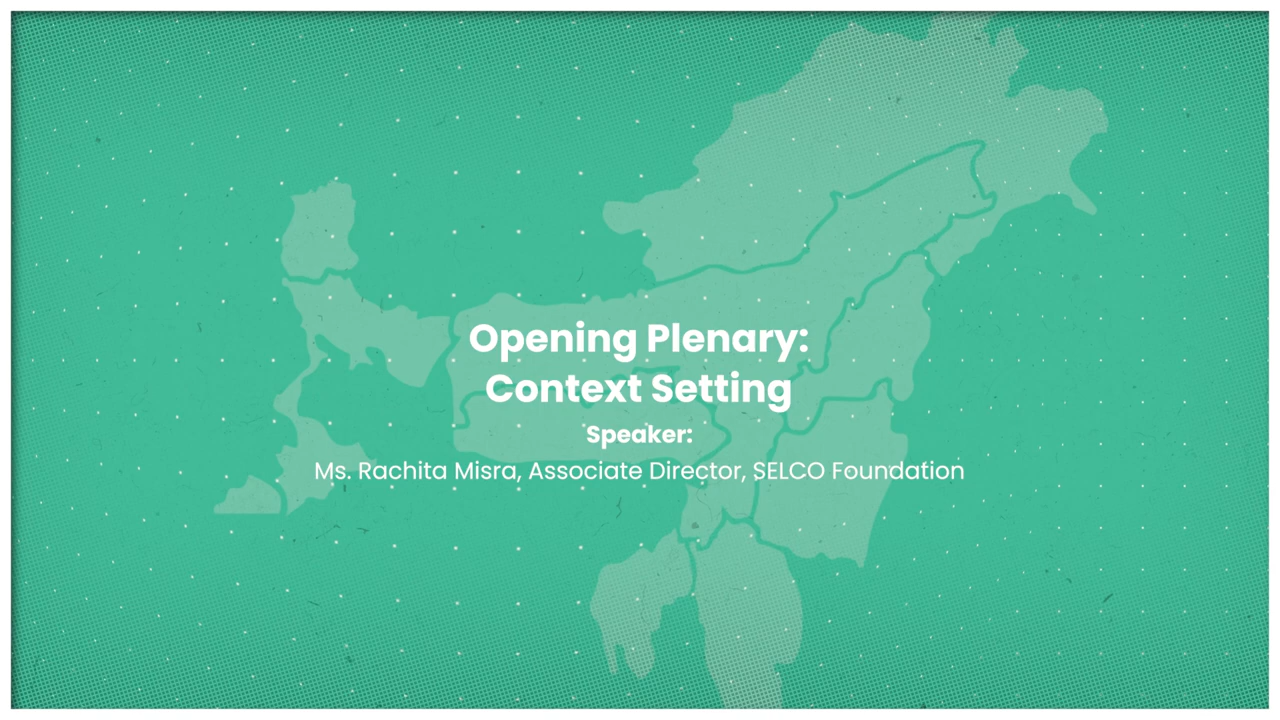 Opening Plenary:
Context Setting
Speaker:
Ms. Rachita Misra, Associate Director, SELCO Foundation